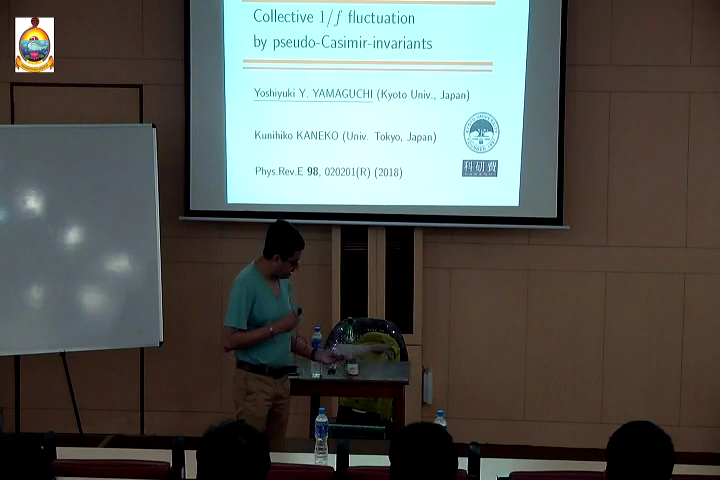 Collective 1/f fluctuation
by pseudo-Casimir-invariants
Yoshiyuki Y. YAMAGUCHI (Kyoto Univ., Japan)
Kunihiko KANEKO (Univ. Tokyo, Japan)
Phys.Rev.E 98, 020201(R) (2018)
科研費